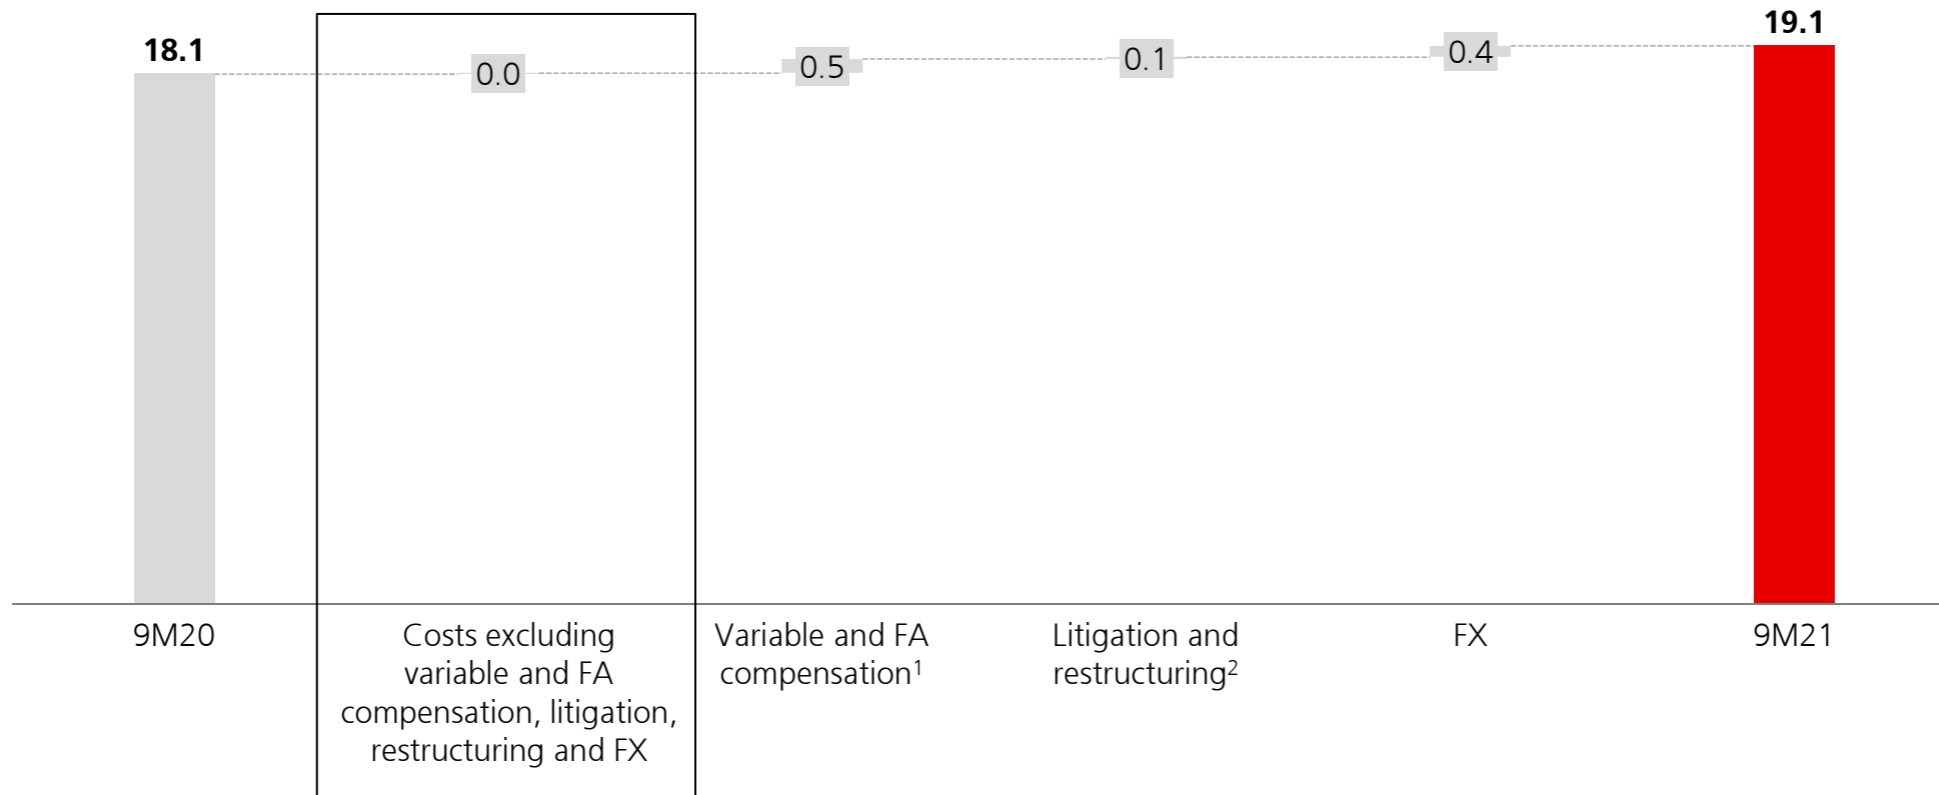 18.1
0.0
0.5
0.1
0.4
19.1
9M20
Costs excluding
variable and FA
compensation, litigation,
restructuring and FX
Variable and FA
compensation¹
Litigation and
restructuring²
FX
9M21